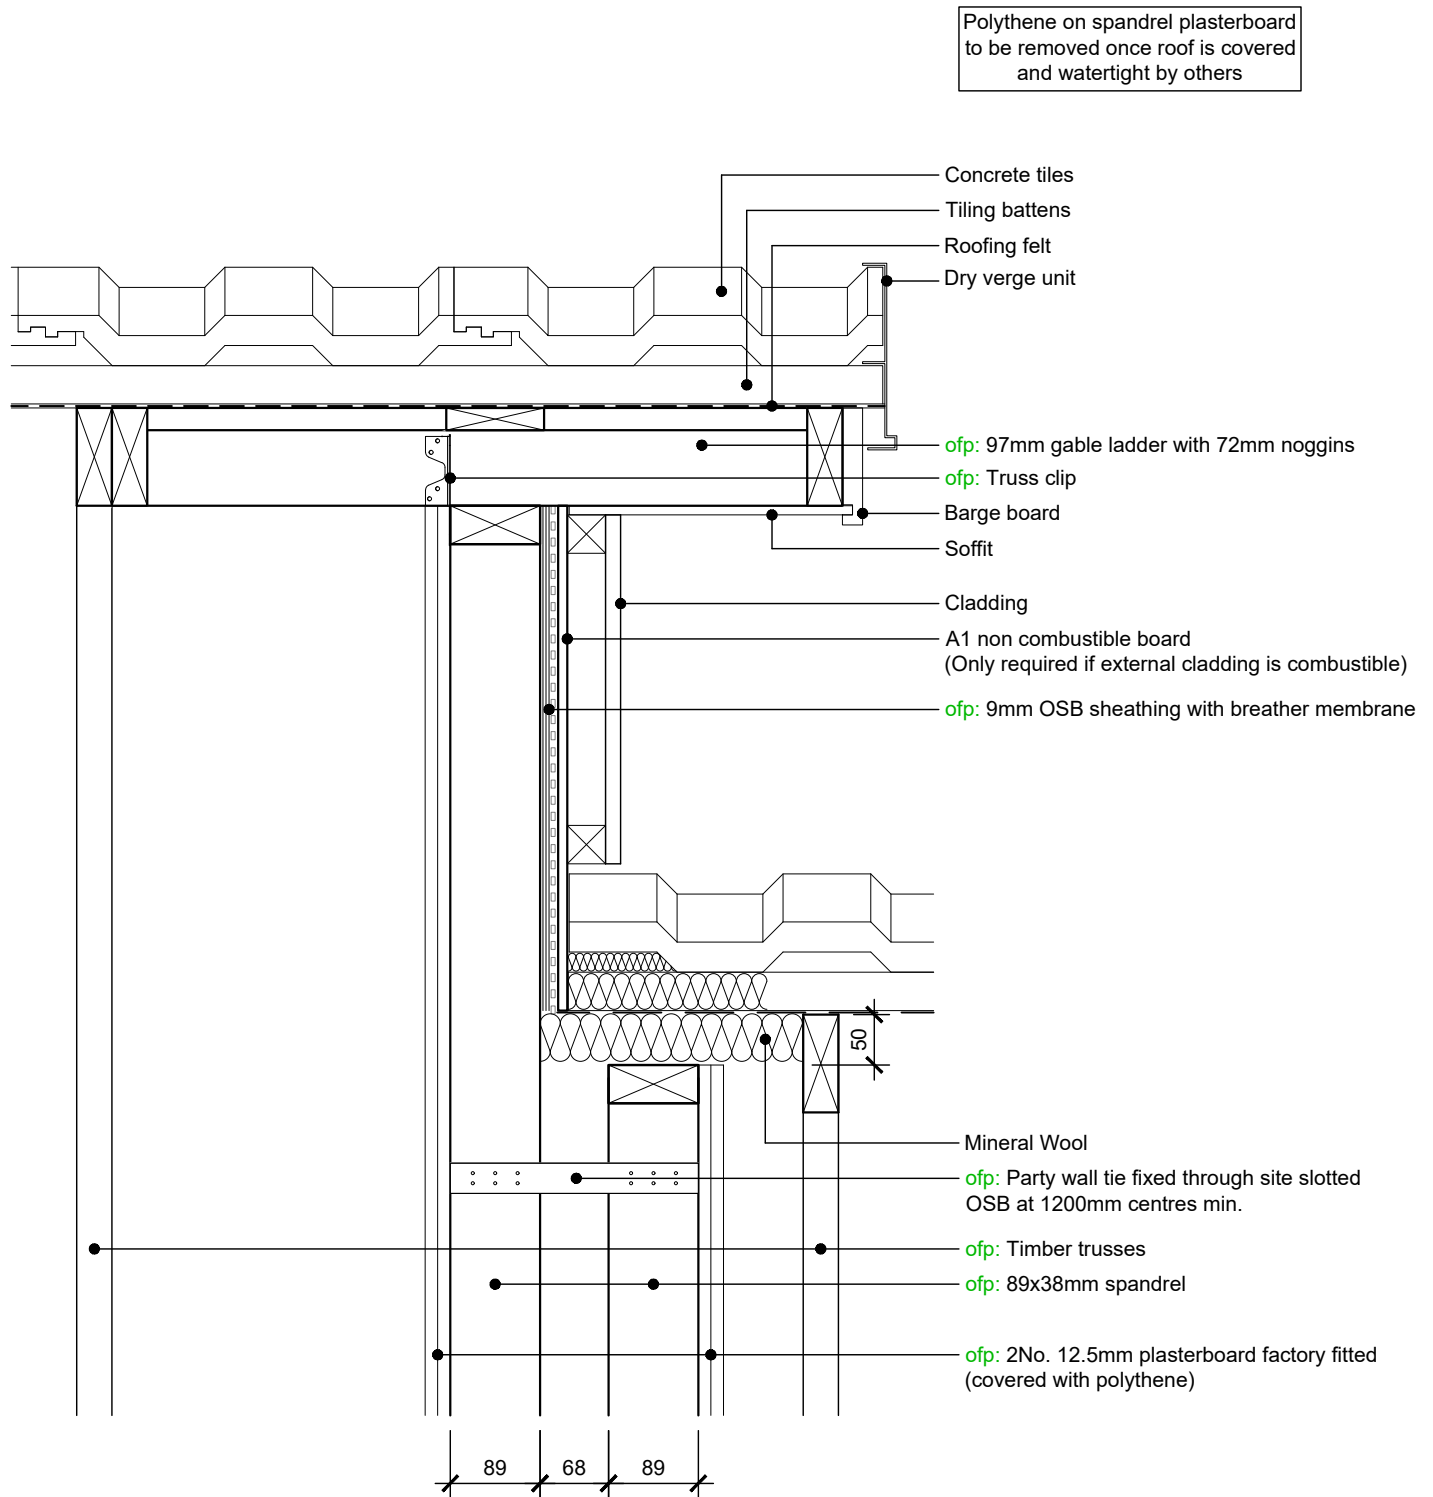 Polythene on spandrel plasterboard
to be removed once roof is covered
and watertight by others
Concrete tiles
Tiling battens
Roofing felt
Dry verge unit
ofp: 97mm gable ladder with 72mm noggins
ofp: Truss clip
Barge board
Soffit
Cladding
A1 non combustible board
(Only required if external cladding is combustible)
ofp: 9mm OSB sheathing with breather membrane
50
Mineral Wool
ofp: Party wall tie fixed through site slotted
OSB at 1200mm centres min.
ofp: Timber trusses
ofp: 89x38mm spandrel
ofp: 2No. 12.5mm plasterboard factory fitted
(covered with polythene)
89 68 89